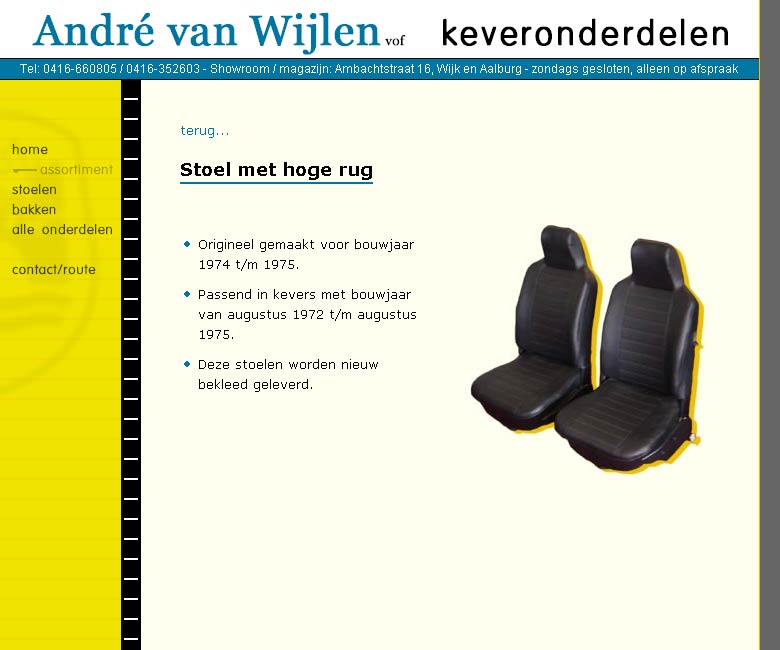 André van Wijlen vof keveronderdelen
Tel: 0416-660805 / 0416-352603 - Showroom / magazijn: Ambachtstraat 16, Wijk en Aalburg - zondags gesloten, alleen op afspraak
home
assortiment
stoelen
bakken
alle onderdelen
contact/route
terug...
Stoel met hoge rug
Origineel gemaakt voor bouwjaar
1974 t/m 1975.
Passend in kevers met bouwjaar
van augustus 1972 t/m augustus
1975.
Deze stoelen worden nieuw
bekleed geleverd.